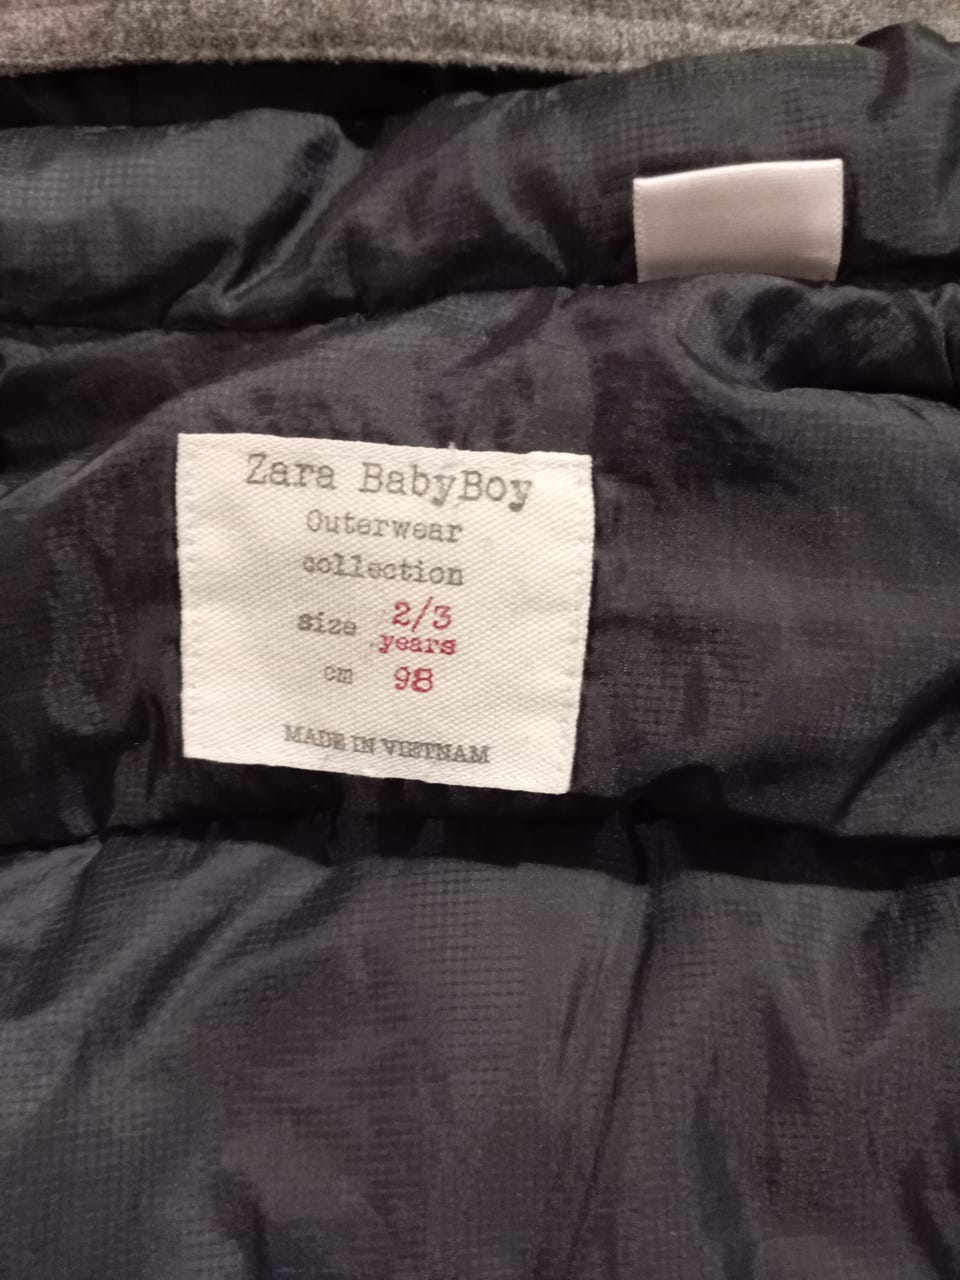 Zara BabyBoy
Outerwear
collection
size 2/3
years
cm 98
MADE IN VIETNAM